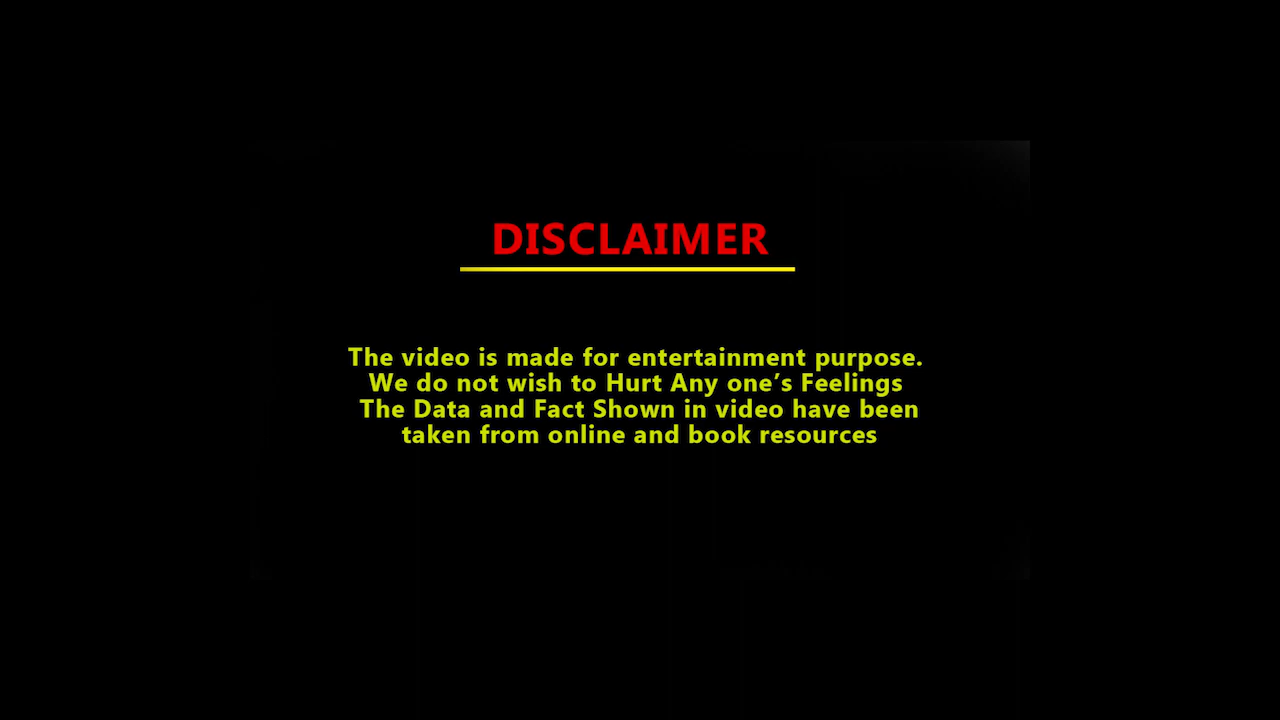 DISCLAIMER
The video is made for entertainment purpose.
We do not wish to Hurt Any one’s Feelings
The Data and Fact Shown in video have been
taken from online and book resources